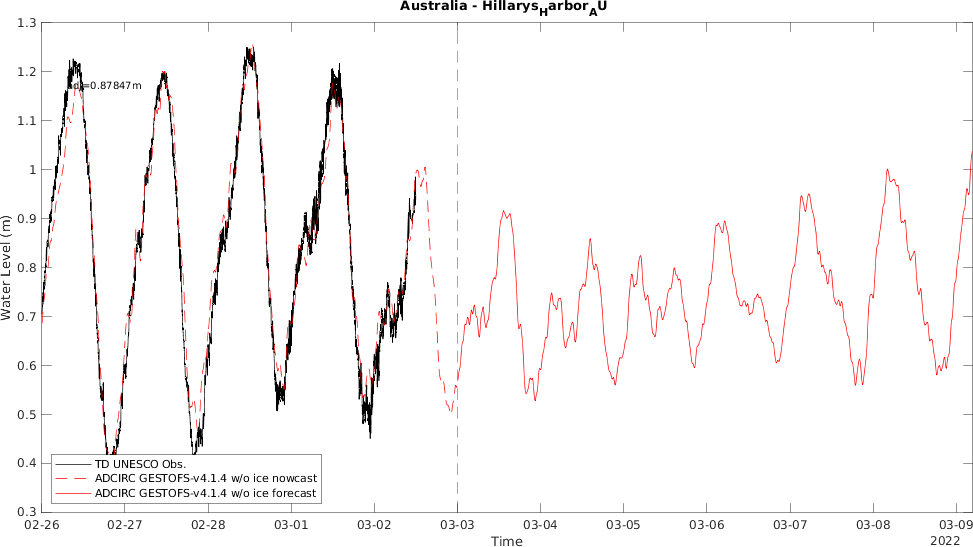 Australia - HillarysHarborAU
1.3
1.2
1.1
1
0.9
0.8
0.7
0.6
0.5
0.4
0.3
Water Level (m)
=0.87847m
TD UNESCO Obs.
ADCIRC GESTOFS-v4.1.4 w/o ice nowcast
ADCIRC GESTOFS-v4.1.4 w/o ice forecast
02-26 02-27 02-28 03-01 03-02 03-03 03-04 03-05 03-06 03-07 03-08 03-09
Time
2022